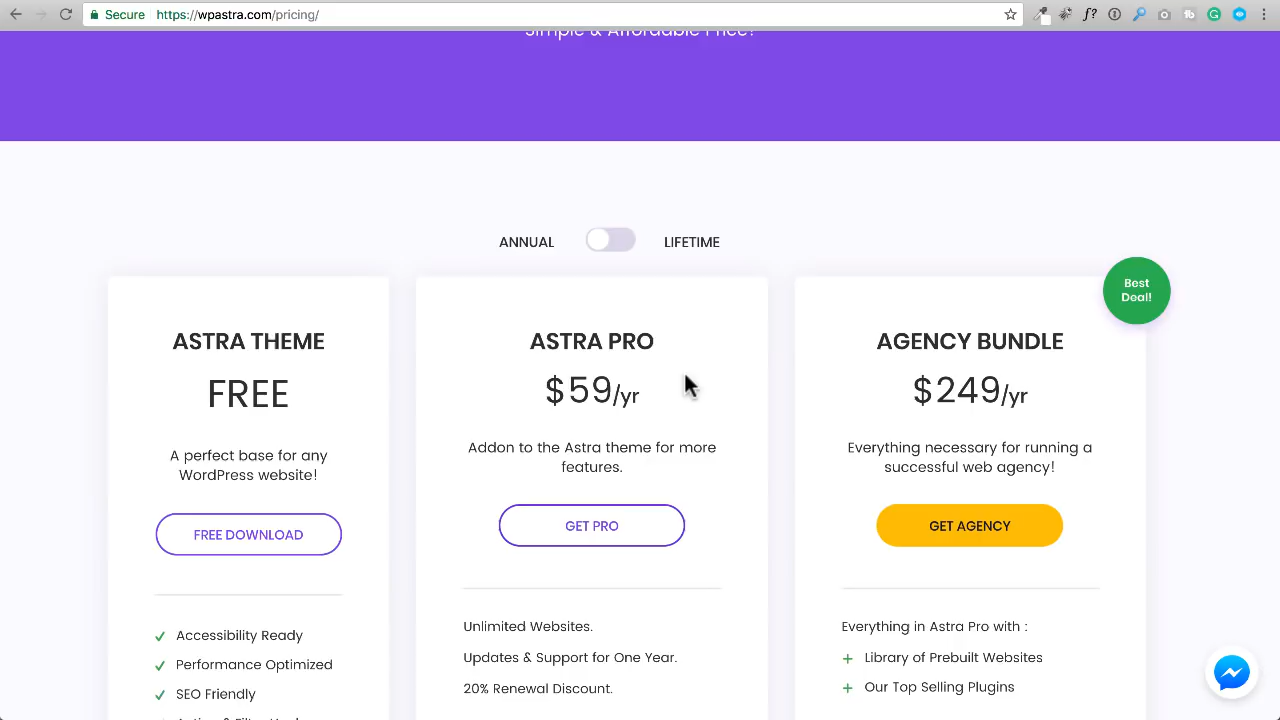 Secure
https://wpastra.com/pricing/
Simple & Affordable Price!
ANNUAL
LIFETIME
Best
Deal!
ASTRA THEME
FREE
A perfect base for any
WordPress website!
FREE DOWNLOAD
Accessibility Ready
Performance Optimized
SEO Friendly
ASTRA PRO
$59/yr
Addon to the Astra theme for more
features.
GET PRO
Unlimited Websites.
Updates & Support for One Year.
20% Renewal Discount.
AGENCY BUNDLE
$249/yr
Everything necessary for running a
successful web agency!
GET AGENCY
Everything in Astra Pro with :
Library of Prebuilt Websites
Our Top Selling Plugins